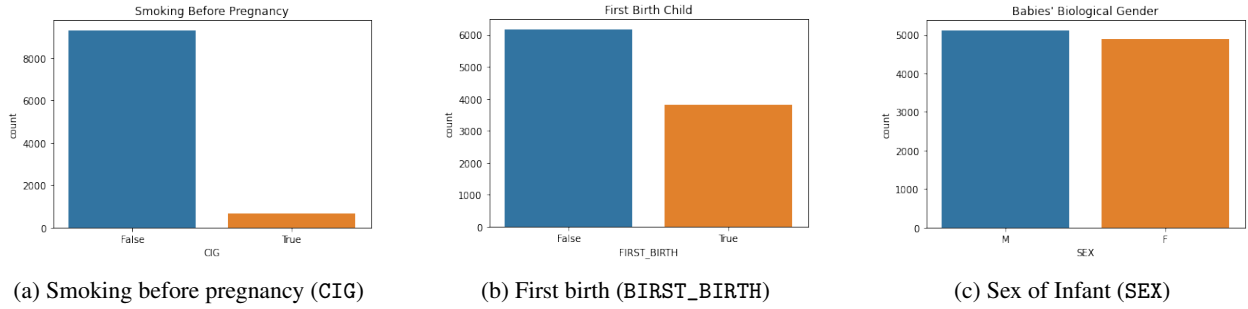 Smoking Before Pregnancy
8000
6000
4000
2000
0
count
False
True
CIG
(a) Smoking before pregnancy (CIG)
First Birth Child
6000
5000
4000
3000
2000
1000
0
count
False
True
FIRST_BIRTH
(b) First birth (BIRST_BIRTH)
Babies' Biological Gender
5000
4000
3000
2000
1000
0
count
M
F
SEX
(c) Sex of Infant (SEX)